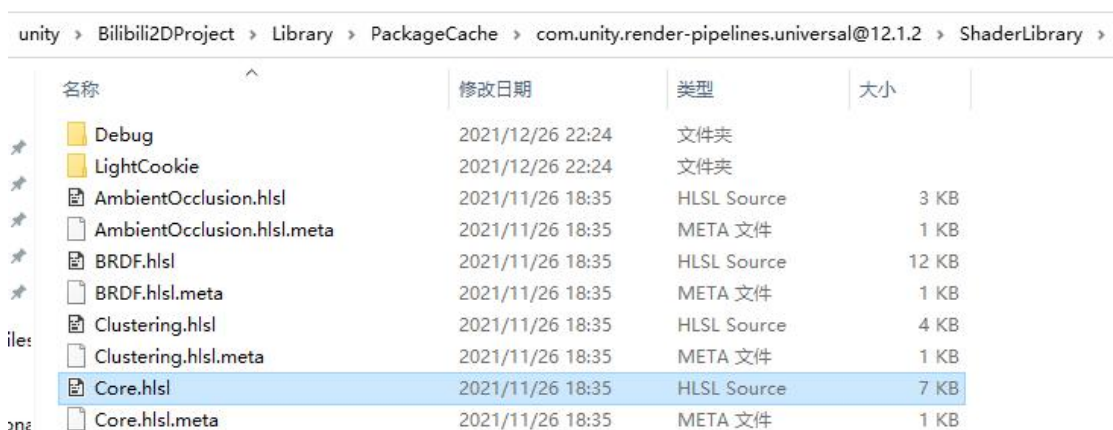 unity > Bilibili2DProject > Library > PackageCache > com.unity.render-pipelines.universal@12.1.2 > ShaderLibrary >
名称 修改日期 类型 大小
Debug 2021/12/26 22:24 文件夹
LightCookie 2021/12/26 22:24 文件夹
AmbientOcclusion.hlsl 2021/11/26 18:35 HLSL Source 3 KB
AmbientOcclusion.hlsl.meta 2021/11/26 18:35 META 文件 1 KB
BRDF.hlsl 2021/11/26 18:35 HLSL Source 12 KB
BRDF.hlsl.meta 2021/11/26 18:35 META 文件 1 KB
Clustering.hlsl 2021/11/26 18:35 HLSL Source 4 KB
Clustering.hlsl.meta 2021/11/26 18:35 META 文件 1 KB
Core.hlsl 2021/11/26 18:35 HLSL Source 7 KB
Core.hlsl.meta 2021/11/26 18:35 META 文件 1 KB